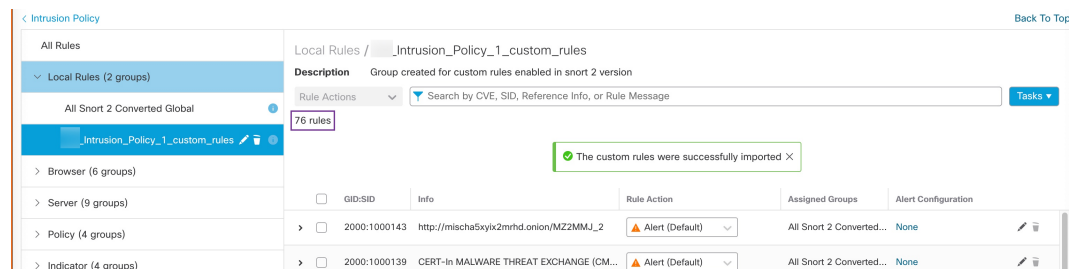 < Intrusion Policy
Back To Top
All Rules
Local Rules (2 groups)
All Snort 2 Converted Global
_Intrusion_Policy_1_custom_rules
Browser (6 groups)
Server (9 groups)
Policy (4 groups)
Indicator (4 groups)
Local Rules / _Intrusion_Policy_1_custom_rules
Description Group created for custom rules enabled in snort 2 version
Rule Actions
Search by CVE, SID, Reference Info, or Rule Message
Tasks
76 rules
The custom rules were successfully imported ×
GID:SID Info Rule Action Assigned Groups Alert Configuration
2000:1000143 http://mischa5xyix2mrhd.onion/MZ2MMJ_2 Alert (Default) All Snort 2 Converted... None
2000:1000139 CERT-In MALWARE THREAT EXCHANGE (CM... Alert (Default) All Snort 2 Converted... None